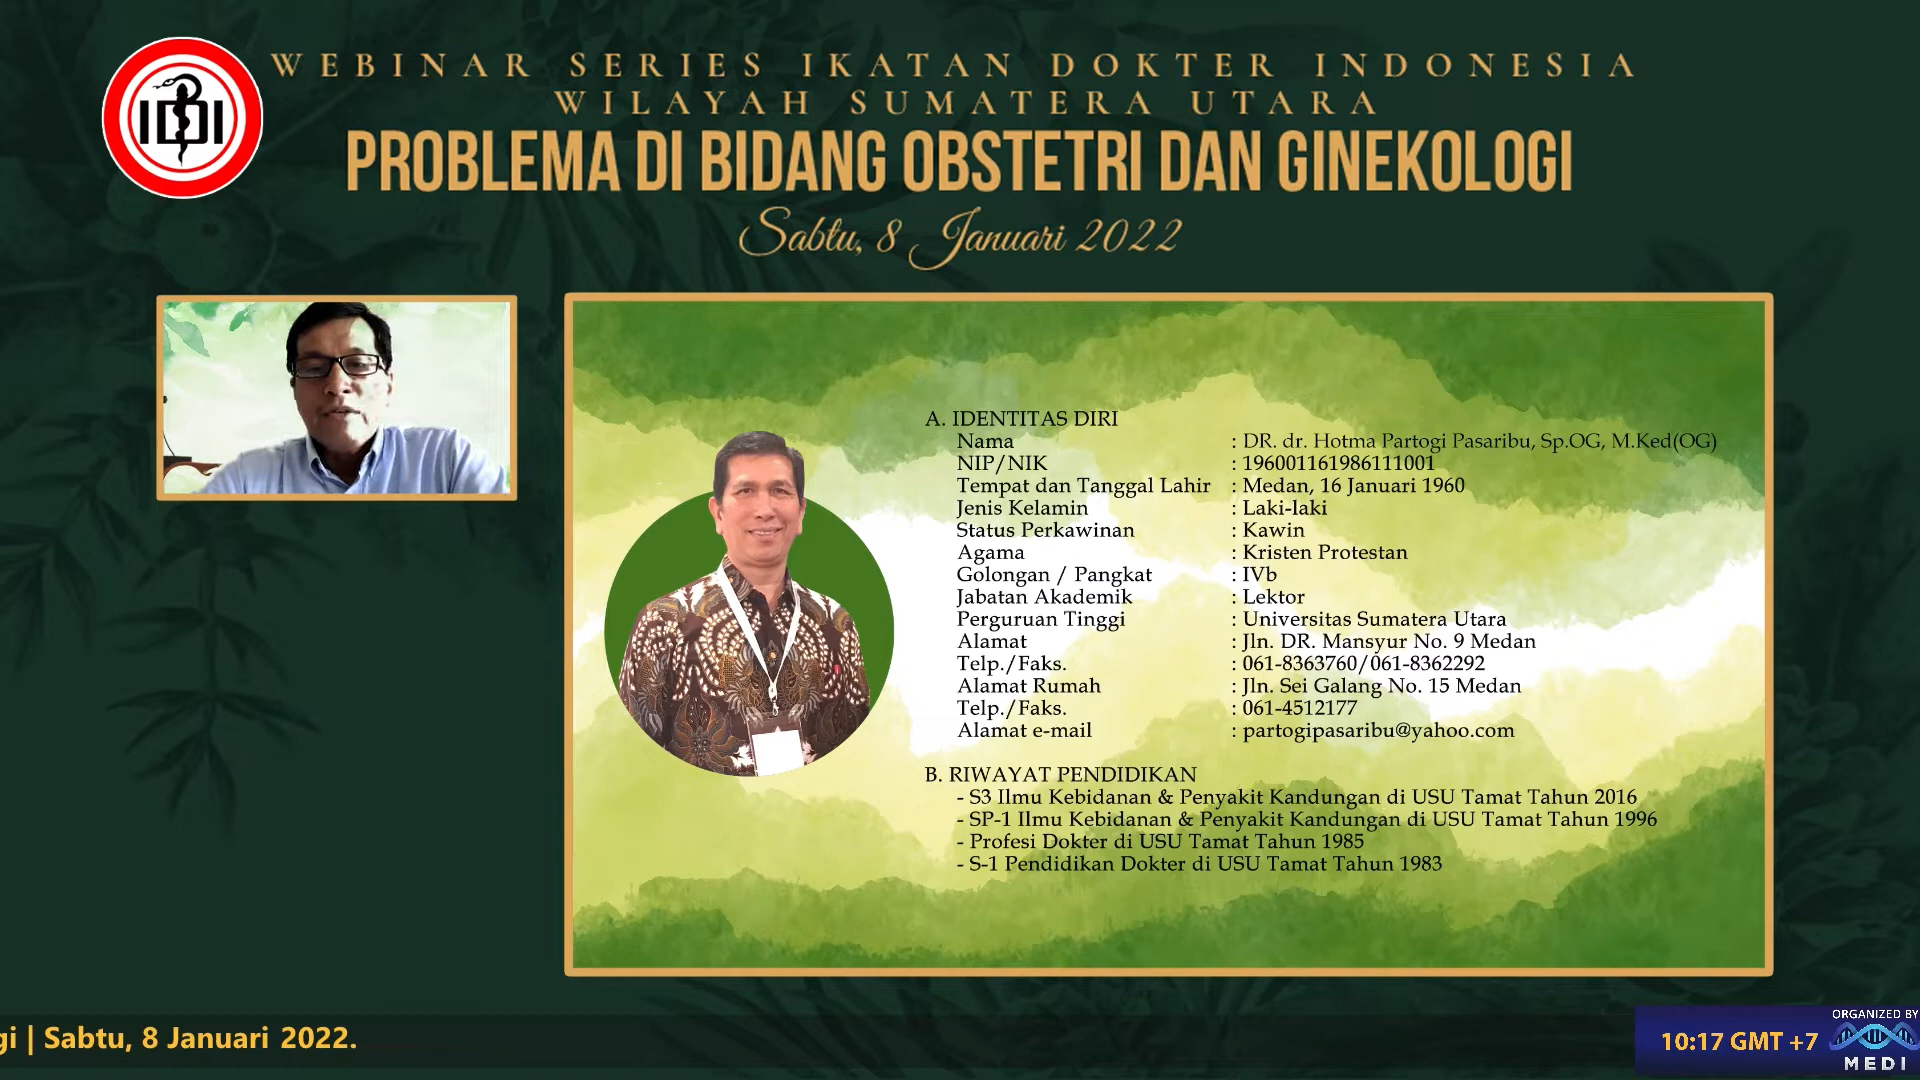 IDI
WEBINAR SERIES IKATAN DOKTER INDONESIA
WILAYAH SUMATERA UTARA
PROBLEMA DI BIDANG OBSTETRI DAN GINEKOLOGI
Sabtu, 8 Januari 2022
A. IDENTITAS DIRI
Nama : DR. dr. Hotma Partogi Pasaribu, Sp.OG, M.Ked(OG)
NIP/NIK : 196001161986111001
Tempat dan Tanggal Lahir : Medan, 16 Januari 1960
Jenis Kelamin : Laki-laki
Status Perkawinan : Kawin
Agama : Kristen Protestan
Golongan / Pangkat : IVb
Jabatan Akademik : Lektor
Perguruan Tinggi : Universitas Sumatera Utara
Alamat : Jln. DR. Mansyur No. 9 Medan
Telp./Faks. : 061-8363760/061-8362292
Alamat Rumah : Jln. Sei Galang No. 15 Medan
Telp./Faks. : 061-4512177
Alamat e-mail : partogipasaribu@yahoo.com
B. RIWAYAT PENDIDIKAN
- S3 Ilmu Kebidanan & Penyakit Kandungan di USU Tamat Tahun 2016
- SP-1 Ilmu Kebidanan & Penyakit Kandungan di USU Tamat Tahun 1996
- Profesi Dokter di USU Tamat Tahun 1985
- S-1 Pendidikan Dokter di USU Tamat Tahun 1983
gi | Sabtu, 8 Januari 2022.
10:17 GMT +7
ORGANIZED BY
MEDI